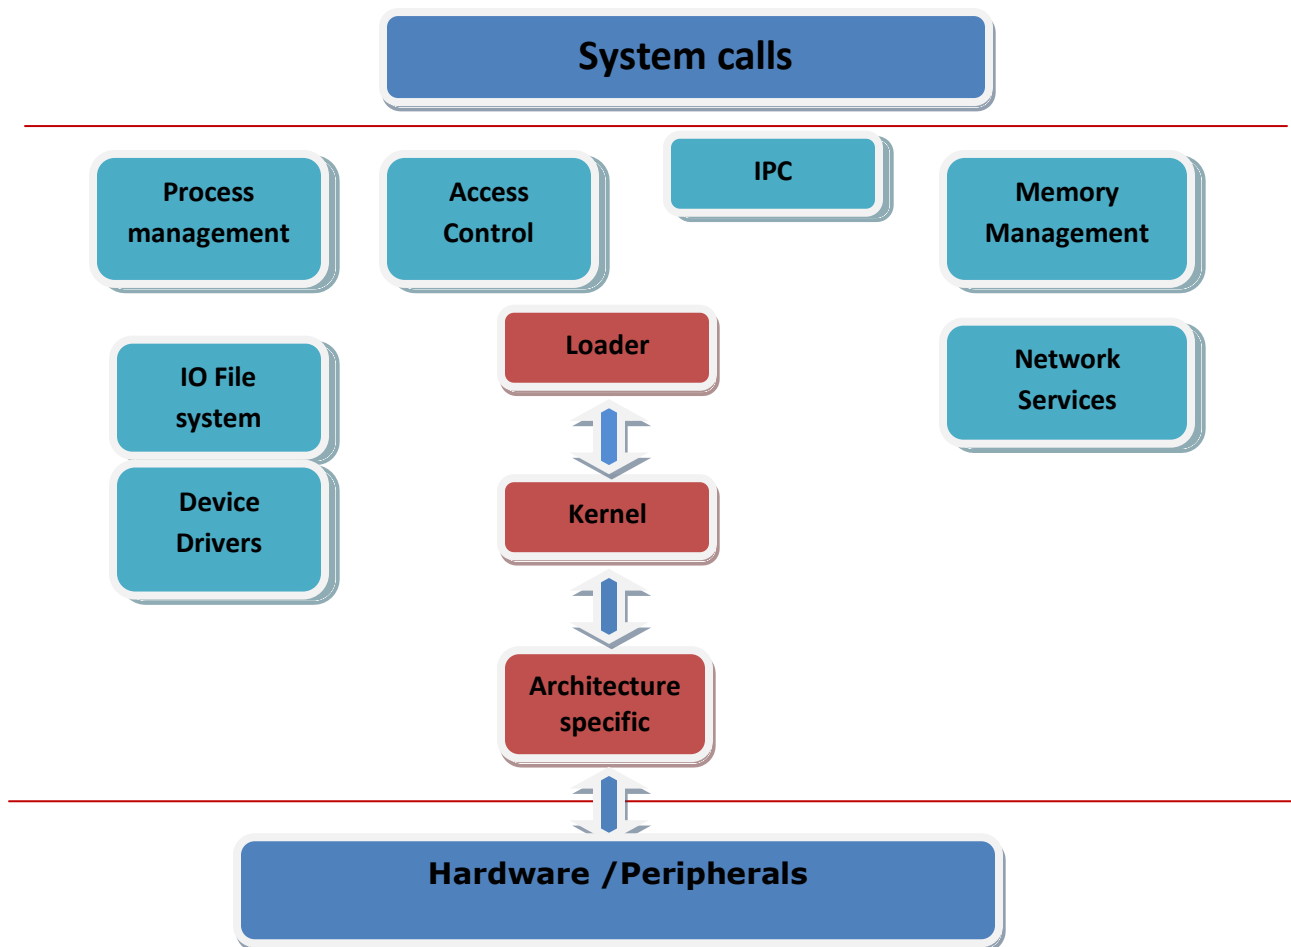 System calls
Process
management
Access
Control
IPC
Memory
Management
Loader
IO File
system
Network
Services
Device
Drivers
Kernel
Architecture
specific
Hardware /Peripherals